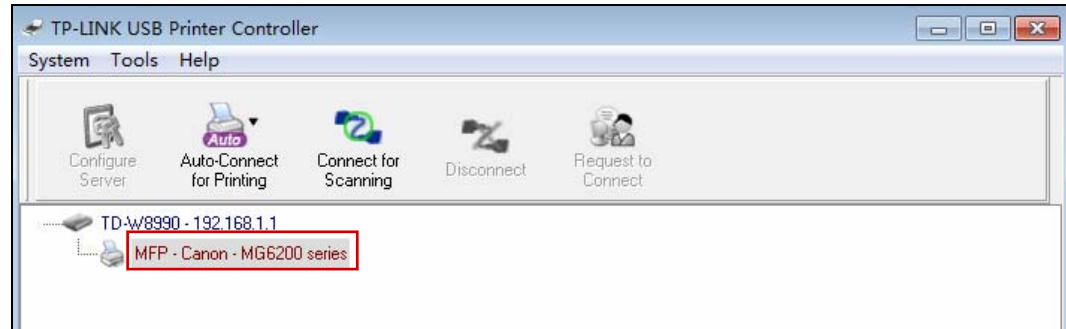 TP-LINK USB Printer Controller
System Tools Help
Auto
Configure Server
Auto-Connect for Printing
Connect for Scanning
Disconnect
Request to Connect
TD-W8990 - 192.168.1.1
MFP - Canon - MG6200 series